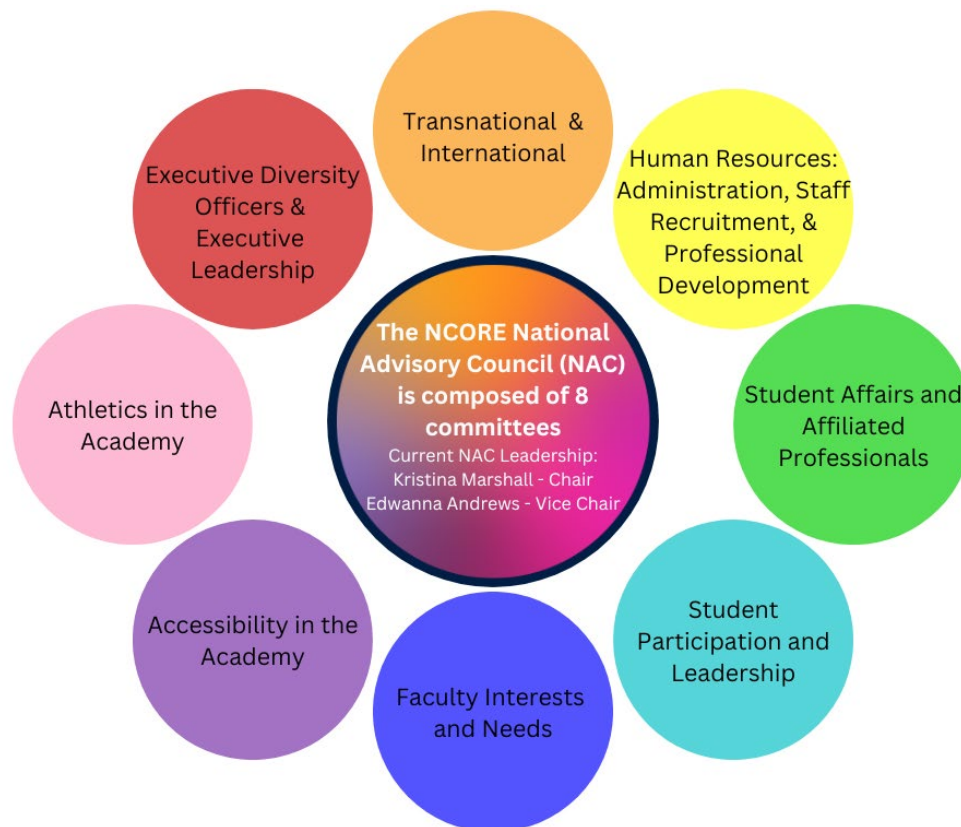 Transnational &
International
Human Resources:
Administration, Staff
Recruitment, &
Professional
Development
Student Affairs and
Affiliated
Professionals
Student
Participation and
Leadership
Faculty Interests
and Needs
Accessibility in the
Academy
Athletics in the
Academy
Executive Diversity
Officers &
Executive
Leadership
The NCORE National
Advisory Council (NAC)
is composed of 8
committees
Current NAC Leadership:
Kristina Marshall - Chair
Edwanna Andrews - Vice Chair